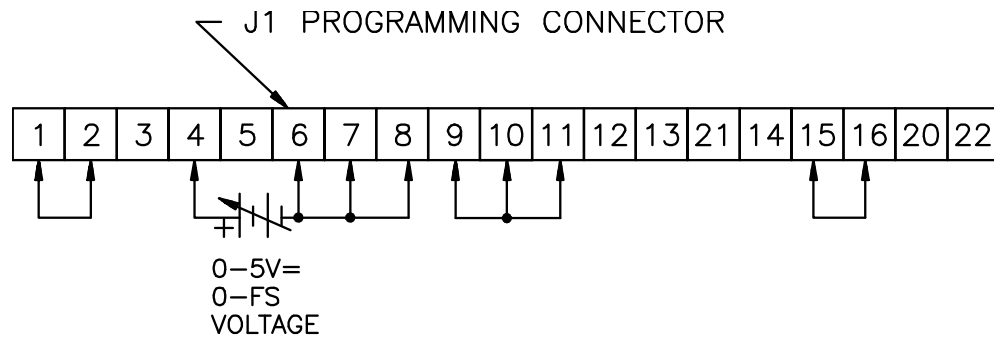 J1 PROGRAMMING CONNECTOR
1 2 3 4 5 6 7 8 9 10 11 12 13 21 14 15 16 20 22
+
0-5V=
0-FS
VOLTAGE